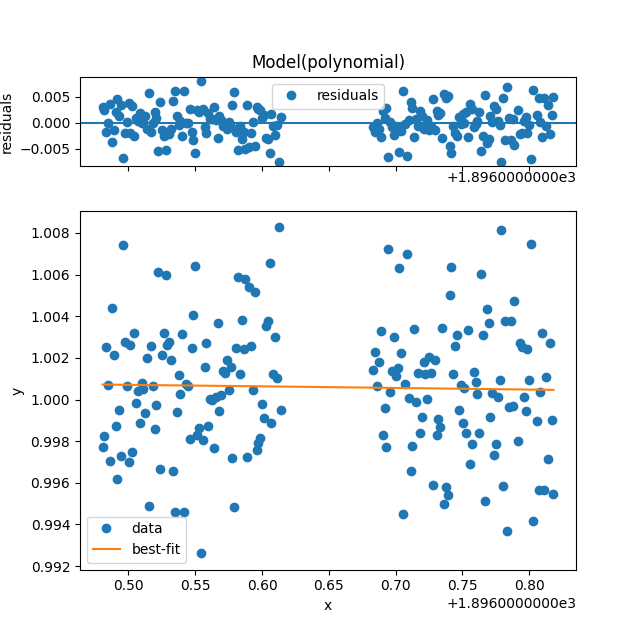 Model(polynomial)
0.005
0.000
−0.005
residuals
residuals
+1.8960000000e3
1.008
1.006
1.004
1.002
1.000
0.998
0.996
0.994
0.992
y
data
best-fit
0.50 0.55 0.60 0.65 0.70 0.75 0.80
x
+1.8960000000e3